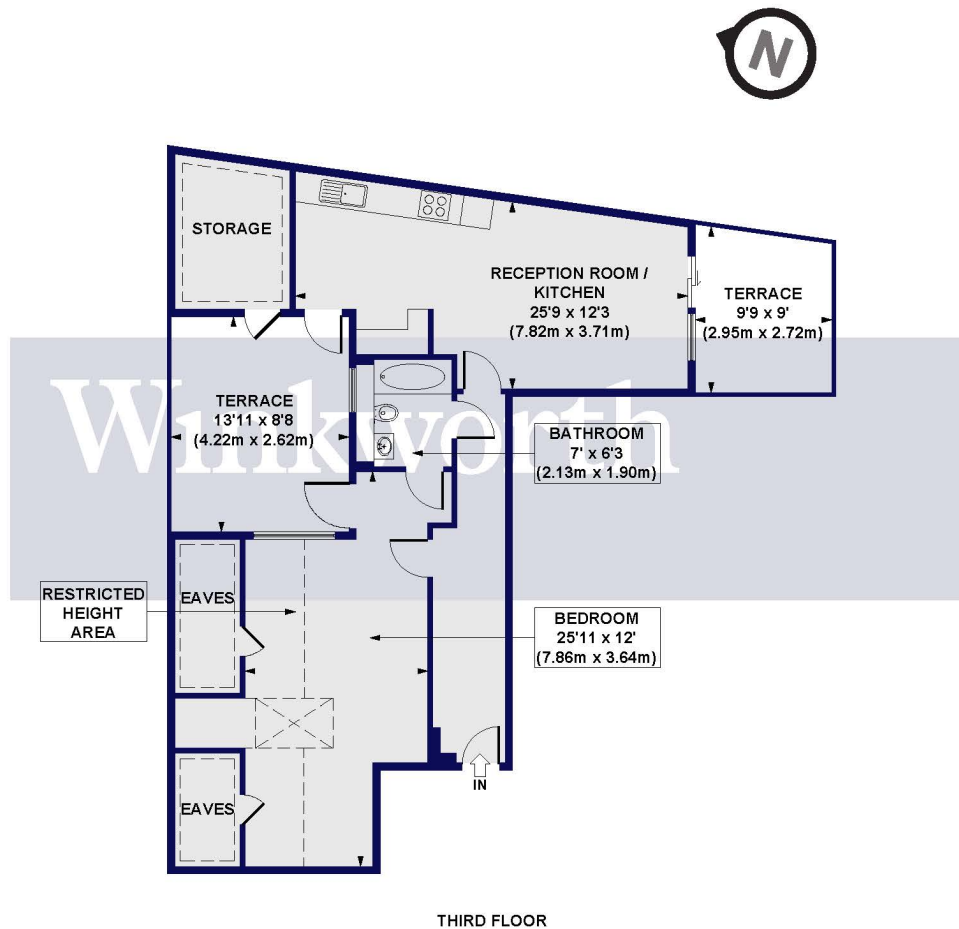 N
STORAGE
RECEPTION ROOM /
KITCHEN
25'9 x 12'3
(7.82m x 3.71m)
TERRACE
9'9 x 9'
(2.95m x 2.72m)
TERRACE
13'11 x 8'8
(4.22m x 2.62m)
Winkworth
BATHROOM
7' x 6'3
(2.13m x 1.90m)
EAVES
RESTRICTED
HEIGHT
AREA
BEDROOM
25'11 x 12'
(7.86m x 3.64m)
EAVES
IN
THIRD FLOOR